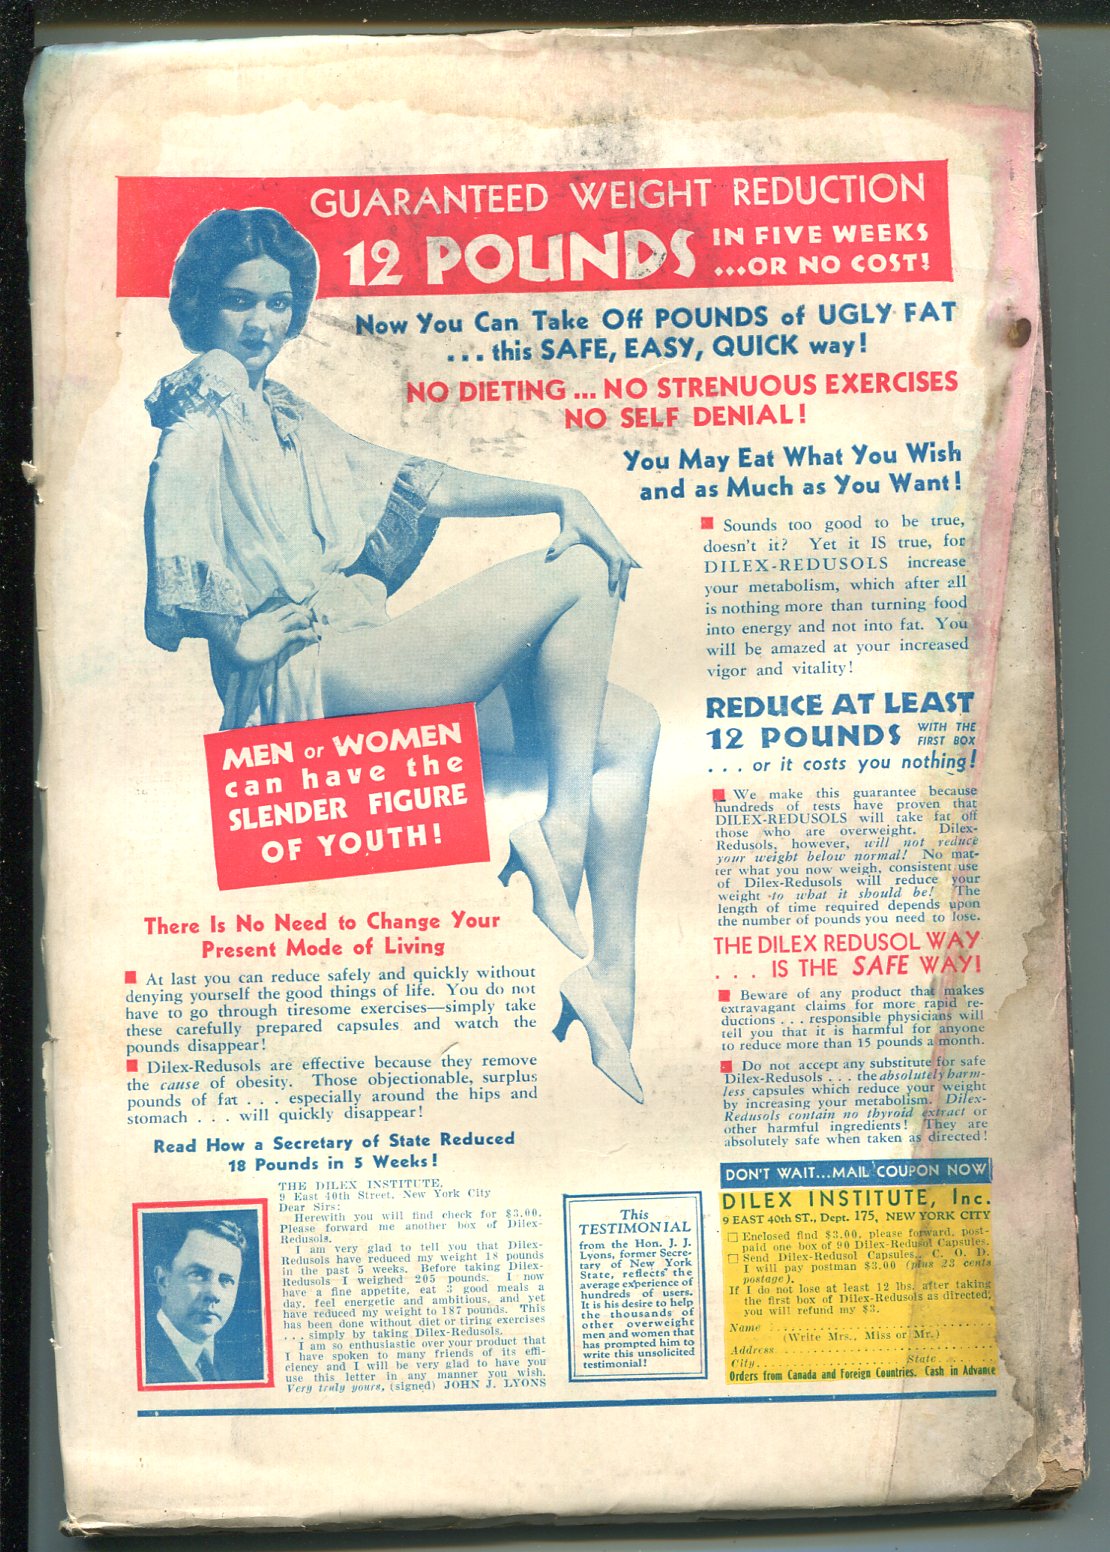 GUARANTEED WEIGHT REDUCTION
12 POUNDS IN FIVE WEEKS
...OR NO COST!
Now You Can Take Off POUNDS of UGLY FAT
... this SAFE, EASY, QUICK way!
NO DIETING ... NO STRENUOUS EXERCISES
NO SELF DENIAL!
You May Eat What You Wish
and as Much as You Want!
Sounds too good to be true,
doesn't it? Yet it IS true, for
DILEX-REDUSOLS increase
your metabolism, which after all
is nothing more than turning food
into energy and not into fat. You
will be amazed at your increased
vigor and vitality!
REDUCE AT LEAST
12 POUNDS WITH THE
FIRST BOX
... or it costs you nothing!
We make this guarantee because
hundreds of tests have proven that
DILEX-REDUSOLS will take fat off
those who are overweight. Dilex-
Redusols, however, will not reduce
your weight below normal! No mat-
ter what you now weigh, consistent use
of Dilex-Redusols will reduce your
weight to what it should be! The
length of time required depends upon
the number of pounds you need to lose.
THE DILEX REDUSOL WAY
... IS THE SAFE WAY!
Beware of any product that makes
extravagant claims for more rapid re-
ductions . . . responsible physicians will
tell you that it is harmful for anyone
to reduce more than 15 pounds a month.
Do not accept any substitute for safe
Dilex-Redusols . . . the absolutely harm-
less capsules which reduce your weight
by increasing your metabolism. Dilex-
Redusols contain no thyroid extract or
other harmful ingredients! They are
absolutely safe when taken as directed!
MEN or WOMEN
can have the
SLENDER FIGURE
OF YOUTH!
There Is No Need to Change Your
Present Mode of Living
At last you can reduce safely and quickly without
denying yourself the good things of life. You do not
have to go through tiresome exercises—simply take
these carefully prepared capsules and watch the
pounds disappear!
Dilex-Redusols are effective because they remove
the cause of obesity. Those objectionable, surplus
pounds of fat . . . especially around the hips and
stomach . . . will quickly disappear!
Read How a Secretary of State Reduced
18 Pounds in 5 Weeks!
THE DILEX INSTITUTE,
9 East 40th Street, New York City
Dear Sirs:
Herewith you will find check for $3.00.
Please forward me another box of Dilex-
Redusols.
I am very glad to tell you that Dilex-
Redusols have reduced my weight 18 pounds
in the past 5 weeks. Before taking Dilex-
Redusols I weighed 205 pounds. I now
have a fine appetite, eat 3 good meals a
day, feel energetic and ambitious, and yet
have reduced my weight to 187 pounds. This
has been done without diet or tiring exercises
. . . . simply by taking Dilex-Redusols.
I am so enthusiastic over your product that
I have spoken to many friends of its effi-
ciency and I will be very glad to have you
use this letter in any manner you wish.
Very truly yours, (signed) JOHN J. LYONS
This
TESTIMONIAL
from the Hon. J. J.
Lyons, former Secre-
tary of New York
State, reflects the
average experience of
hundreds of users.
It is his desire to help
the thousands of
other overweight
men and women that
has prompted him to
write this unsolicited
testimonial!
DON'T WAIT...MAIL COUPON NOW
DILEX INSTITUTE, Inc.
9 EAST 40th ST., Dept. 175, NEW YORK CITY
Enclosed find $3.00, please forward, post-
paid one box of 90 Dilex-Redusol Capsules.
Send Dilex-Redusol Capsules, C. O. D.
I will pay postman $3.00 (plus 23 cents
postage).
If I do not lose at least 12 lbs. after taking
the first box of Dilex-Redusols as directed,
you will refund my $3.
Name
(Write Mrs., Miss or Mr.)
Address
City State
Orders from Canada and Foreign Countries. Cash in Advance